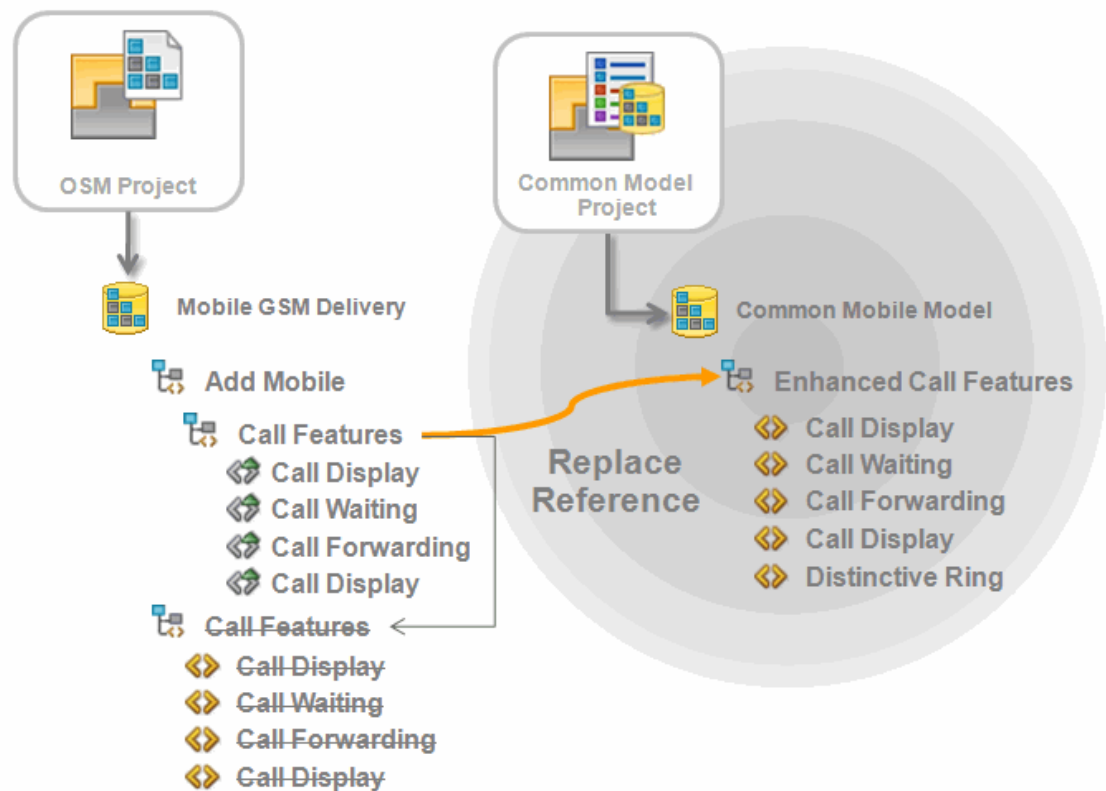 OSM Project
Common Model
Project
Mobile GSM Delivery
Add Mobile
Call Features
Call Display
Call Waiting
Call Forwarding
Call Display
Call Features
Call Display
Call Waiting
Call Forwarding
Call Display
Replace
Reference
Common Mobile Model
Enhanced Call Features
Call Display
Call Waiting
Call Forwarding
Call Display
Distinctive Ring